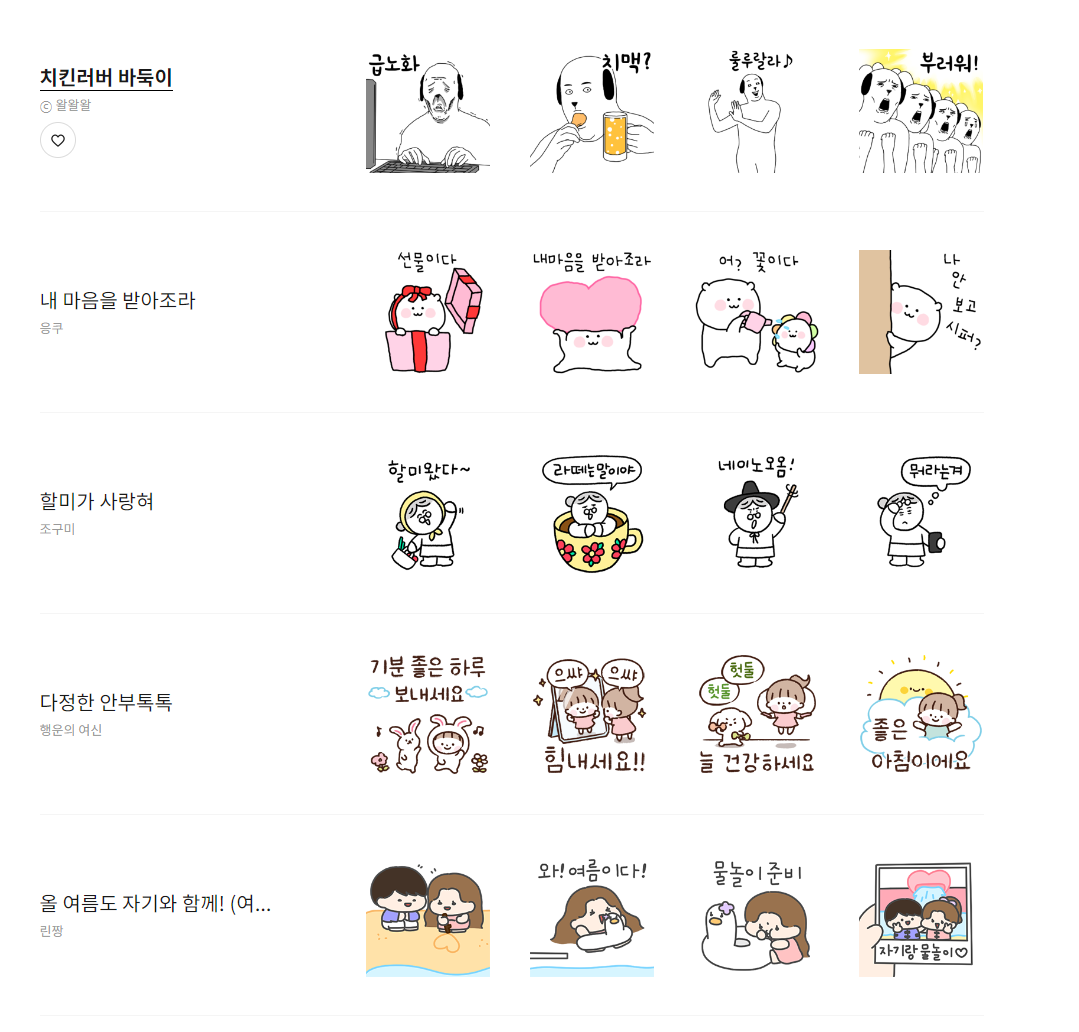 치킨러버 바둑이
ⓒ 왈왈왈
급노화
치맥?
룰루랄라♪
부러워!
내 마음을 받아조라
응쿠
선물이다
내마음을 받아조라
어? 꽃이다
나
안
보고
시퍼?
할미가 사랑혀
조구미
할미왔다~
라떼는말이야
네이노오옴!
뭐라는겨
다정한 안부톡톡
행운의 여신
기분 좋은 하루
보내세요
으쌰 으쌰
힘내세요!!
헛둘
헛둘
늘 건강하세요
좋은
아침이에요
올 여름도 자기와 함께! (여...
린짱
와! 여름이다!
물놀이 준비
자기랑 물놀이♡